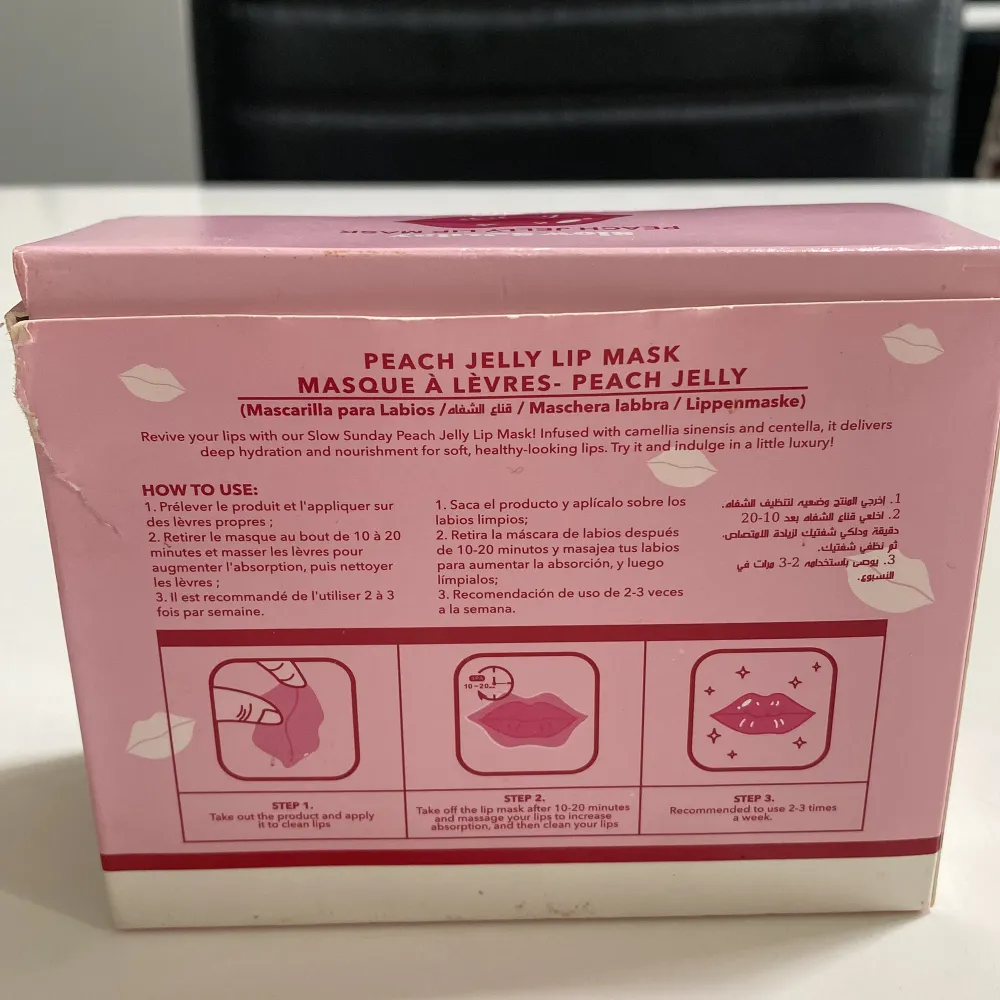 PEACH JELLY LIP MASK
PEACH JELLY LIP MASK
MASQUE À LÈVRES- PEACH JELLY
(Mascarilla para Labios /قناع الشفاه / Maschera labbra / Lippenmaske)
Revive your lips with our Slow Sunday Peach Jelly Lip Mask! Infused with camellia sinensis and centella, it delivers
deep hydration and nourishment for soft, healthy-looking lips. Try it and indulge in a little luxury!
HOW TO USE:
1. Prélever le produit et l'appliquer sur
des lèvres propres ;
2. Retirer le masque au bout de 10 à 20
minutes et masser les lèvres pour
augmenter l'absorption, puis nettoyer
les lèvres ;
3. Il est recommandé de l'utiliser 2 à 3
fois par semaine.
1. Saca el producto y aplícalo sobre los
labios limpios;
2. Retira la máscara de labios después
de 10-20 minutos y masajea tus labios
para aumentar la absorción, y luego
límpialos;
3. Recomendación de uso de 2-3 veces
a la semana.
1. إخرجي المنتج وضعيه لتنظيف الشفاه.
2. اخلعي قناع الشفاه بعد 10-20
دقيقة ودلكي شفتيك لزيادة الامتصاص،
ثم نظفي شفتيك.
3. يوصى باستخدامه 2-3 مرات في
10-20
STEP 1.
Take out the product and apply
it to clean lips
STEP 2.
Take off the lip mask after 10-20 minutes
and massage your lips to increase
absorption, and then clean your lips
STEP 3.
Recommended to use 2-3 times
a week.